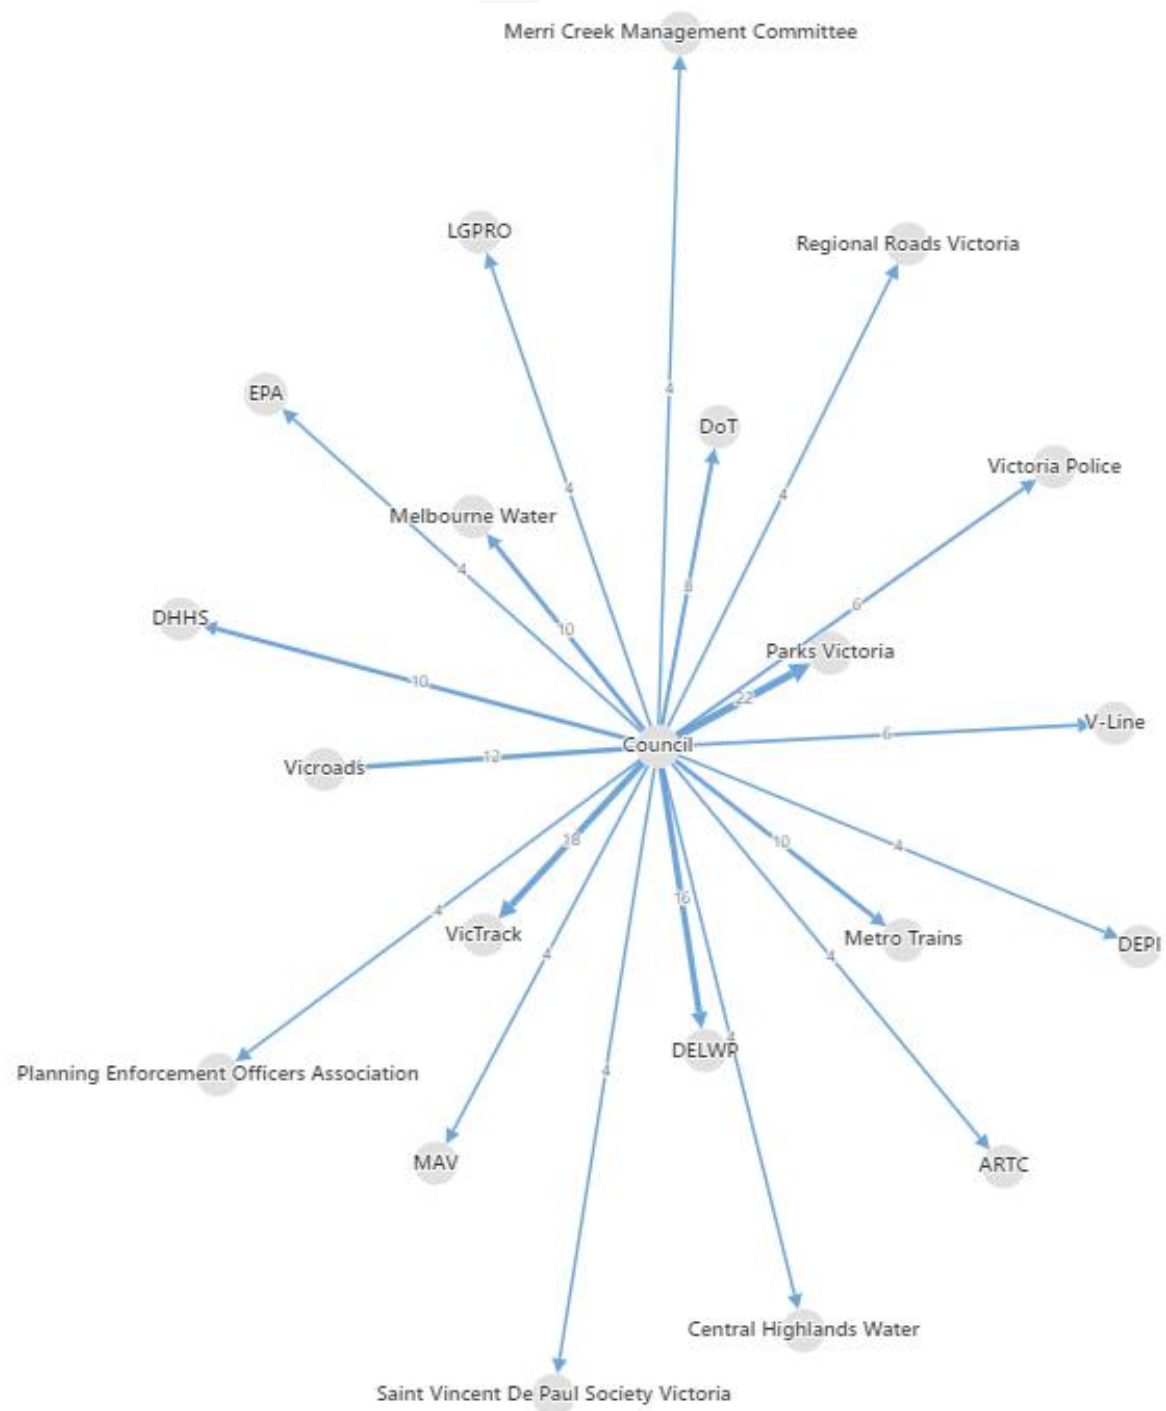 Merri Creek Management Committee
LGPRO
Regional Roads Victoria
EPA
4
DoT
Victoria Police
4
4
Melbourne Water
4
8
6
DHHS
10
Parks Victoria
10
22
V-Line
6
Council
Vicroads
12
18
10
4
4
16
VicTrack
Metro Trains
DEPI
4
4
DELWP
4
4
Planning Enforcement Officers Association
MAV
ARTC
Central Highlands Water
Saint Vincent De Paul Society Victoria